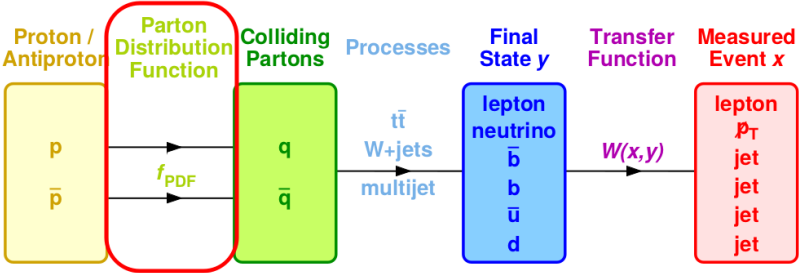 Proton /
Antiproton
Parton
Distribution
Function
Colliding
Partons
Processes
Final
State y
Transfer
Function
Measured
Event x
p
p̅
f_PDF
q
q̅
tt̅
W+jets
multijet
lepton
neutrino
b̅
b
u̅
d
W(x,y)
lepton
p̸_T
jet
jet
jet
jet